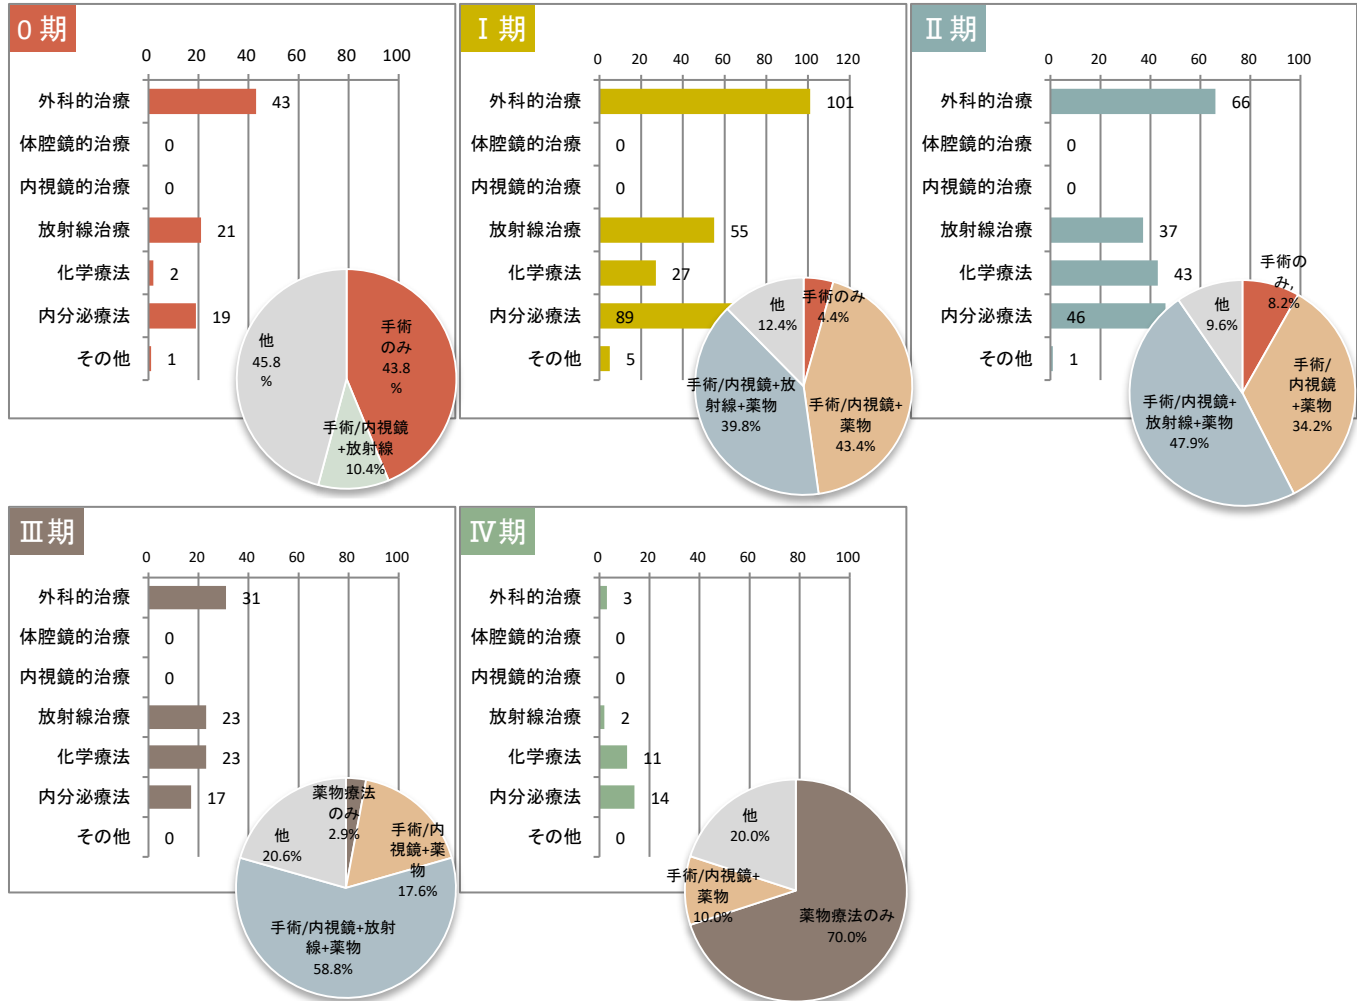 0期
0 20 40 60 80 100
外科的治療 43
体腔鏡的治療 0
内視鏡的治療 0
放射線治療 21
化学療法 2
内分泌療法 19
その他 1
手術
のみ
43.8
%
手術/内視鏡
+放射線
10.4%
他
45.8
%
Ⅰ期
0 20 40 60 80 100 120
外科的治療 101
体腔鏡的治療 0
内視鏡的治療 0
放射線治療 55
化学療法 27
内分泌療法 89
その他 5
手術のみ
4.4%
手術/内視鏡+
薬物
43.4%
手術/内視鏡+放
射線+薬物
39.8%
他
12.4%
Ⅱ期
0 20 40 60 80 100
外科的治療 66
体腔鏡的治療 0
内視鏡的治療 0
放射線治療 37
化学療法 43
内分泌療法 46
その他 1
手術の
み,
8.2%
手術/
内視鏡
+薬物
34.2%
手術/内視鏡+
放射線+薬物
47.9%
他
9.6%
Ⅲ期
0 20 40 60 80 100
外科的治療 31
体腔鏡的治療 0
内視鏡的治療 0
放射線治療 23
化学療法 23
内分泌療法 17
その他 0
薬物療法
のみ
2.9%
手術/内
視鏡+薬
物
17.6%
手術/内視鏡+放射
線+薬物
58.8%
他
20.6%
Ⅳ期
0 20 40 60 80 100
外科的治療 3
体腔鏡的治療 0
内視鏡的治療 0
放射線治療 2
化学療法 11
内分泌療法 14
その他 0
薬物療法のみ
70.0%
手術/内視鏡+
薬物
10.0%
他
20.0%